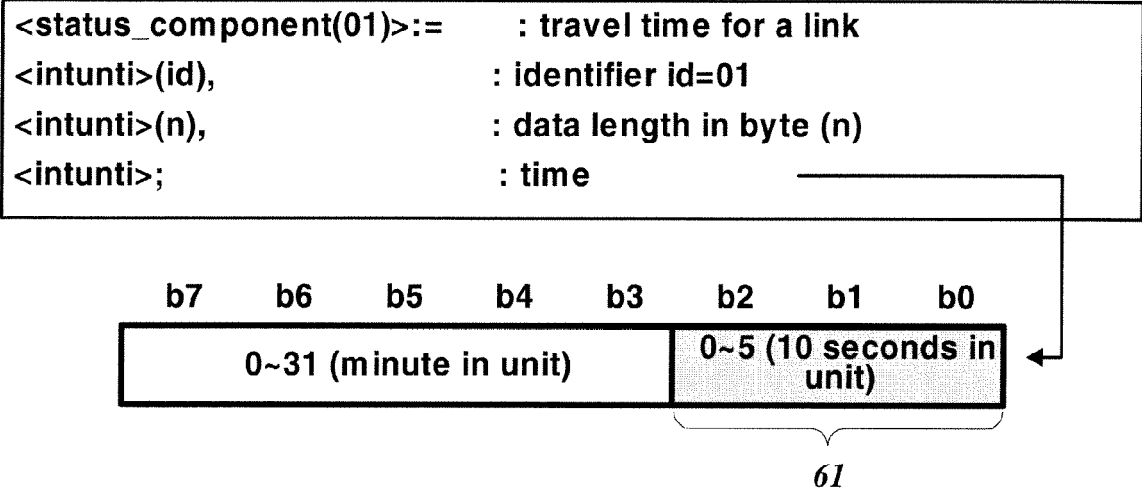 <status_component(01)>:= : travel time for a link
<intunti>(id), : identifier id=01
<intunti>(n), : data length in byte (n)
<intunti>; : time
b7 b6 b5 b4 b3 b2 b1 b0
0~31 (minute in unit)
0~5 (10 seconds in
unit)
61